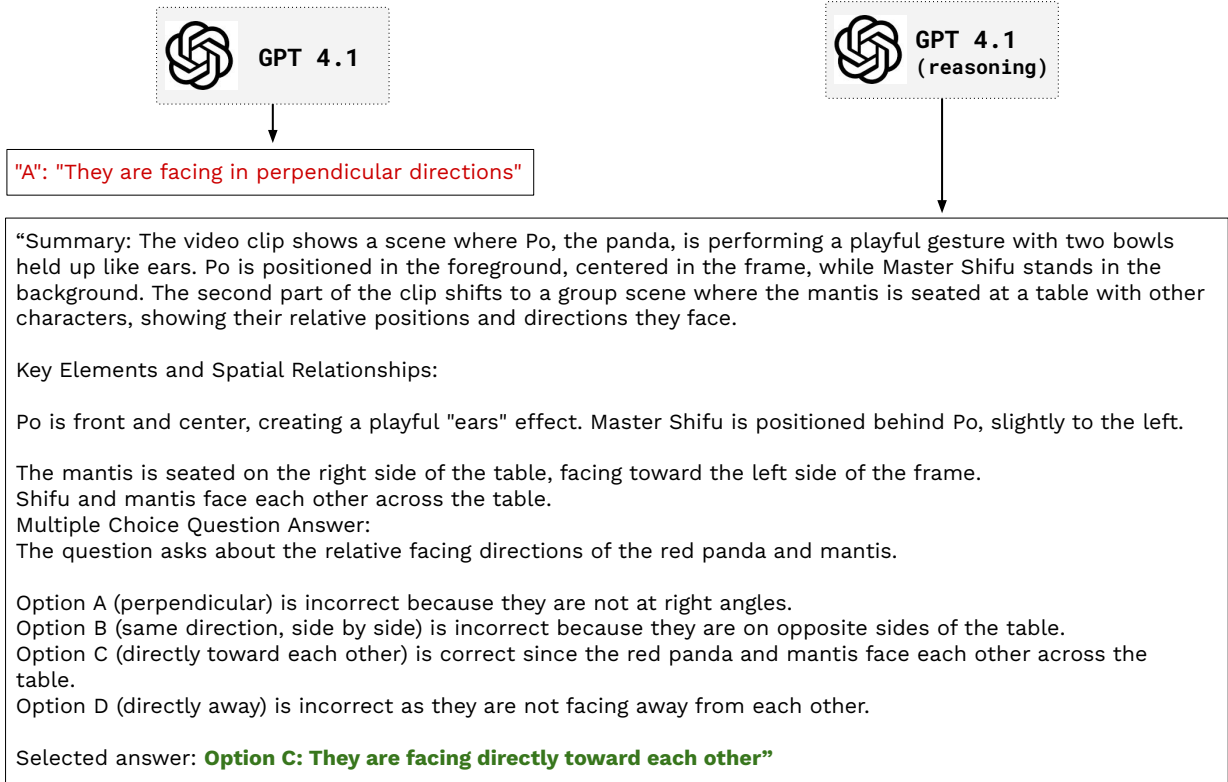 GPT 4.1
GPT 4.1
(reasoning)
"A": "They are facing in perpendicular directions"
“Summary: The video clip shows a scene where Po, the panda, is performing a playful gesture with two bowls
held up like ears. Po is positioned in the foreground, centered in the frame, while Master Shifu stands in the
background. The second part of the clip shifts to a group scene where the mantis is seated at a table with other
characters, showing their relative positions and directions they face.
Key Elements and Spatial Relationships:
Po is front and center, creating a playful "ears" effect. Master Shifu is positioned behind Po, slightly to the left.
The mantis is seated on the right side of the table, facing toward the left side of the frame.
Shifu and mantis face each other across the table.
Multiple Choice Question Answer:
The question asks about the relative facing directions of the red panda and mantis.
Option A (perpendicular) is incorrect because they are not at right angles.
Option B (same direction, side by side) is incorrect because they are on opposite sides of the table.
Option C (directly toward each other) is correct since the red panda and mantis face each other across the
table.
Option D (directly away) is incorrect as they are not facing away from each other.
Selected answer: Option C: They are facing directly toward each other”